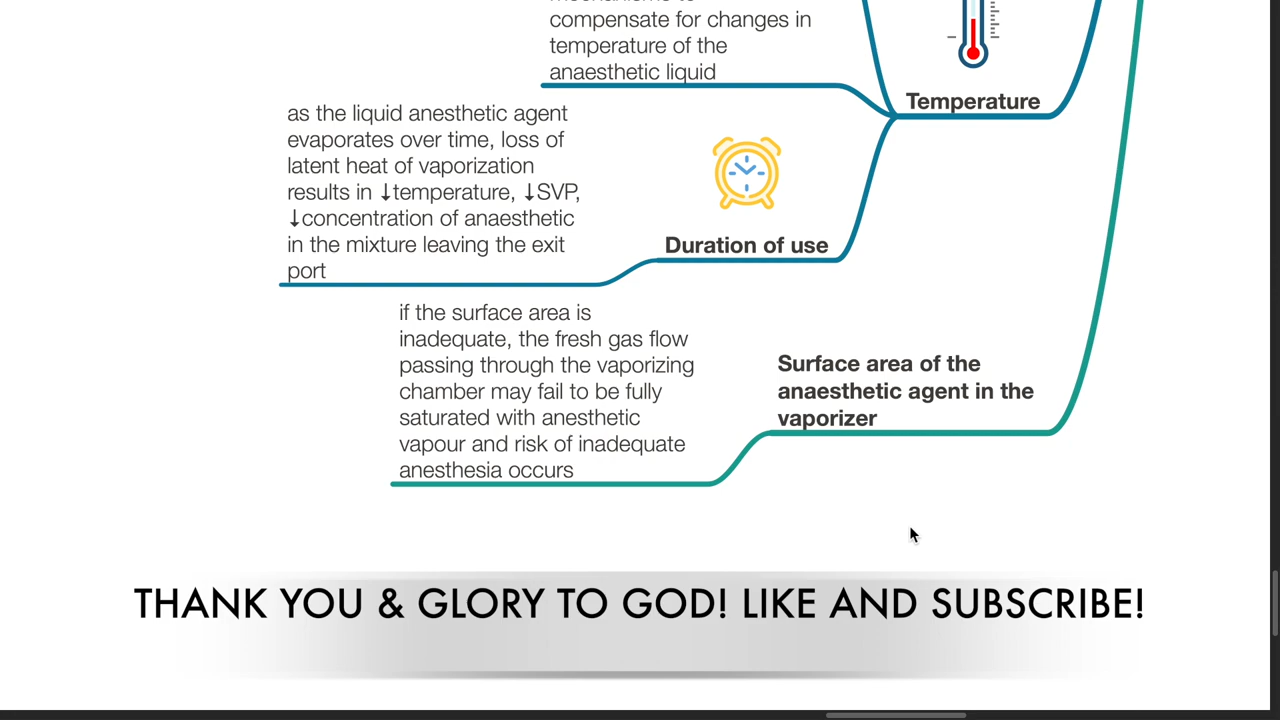 compensate for changes in
temperature of the
anaesthetic liquid
Temperature
as the liquid anesthetic agent
evaporates over time, loss of
latent heat of vaporization
results in ↓temperature, ↓SVP,
↓concentration of anaesthetic
in the mixture leaving the exit
port
Duration of use
if the surface area is
inadequate, the fresh gas flow
passing through the vaporizing
chamber may fail to be fully
saturated with anesthetic
vapour and risk of inadequate
anesthesia occurs
Surface area of the
anaesthetic agent in the
vaporizer
THANK YOU & GLORY TO GOD! LIKE AND SUBSCRIBE!